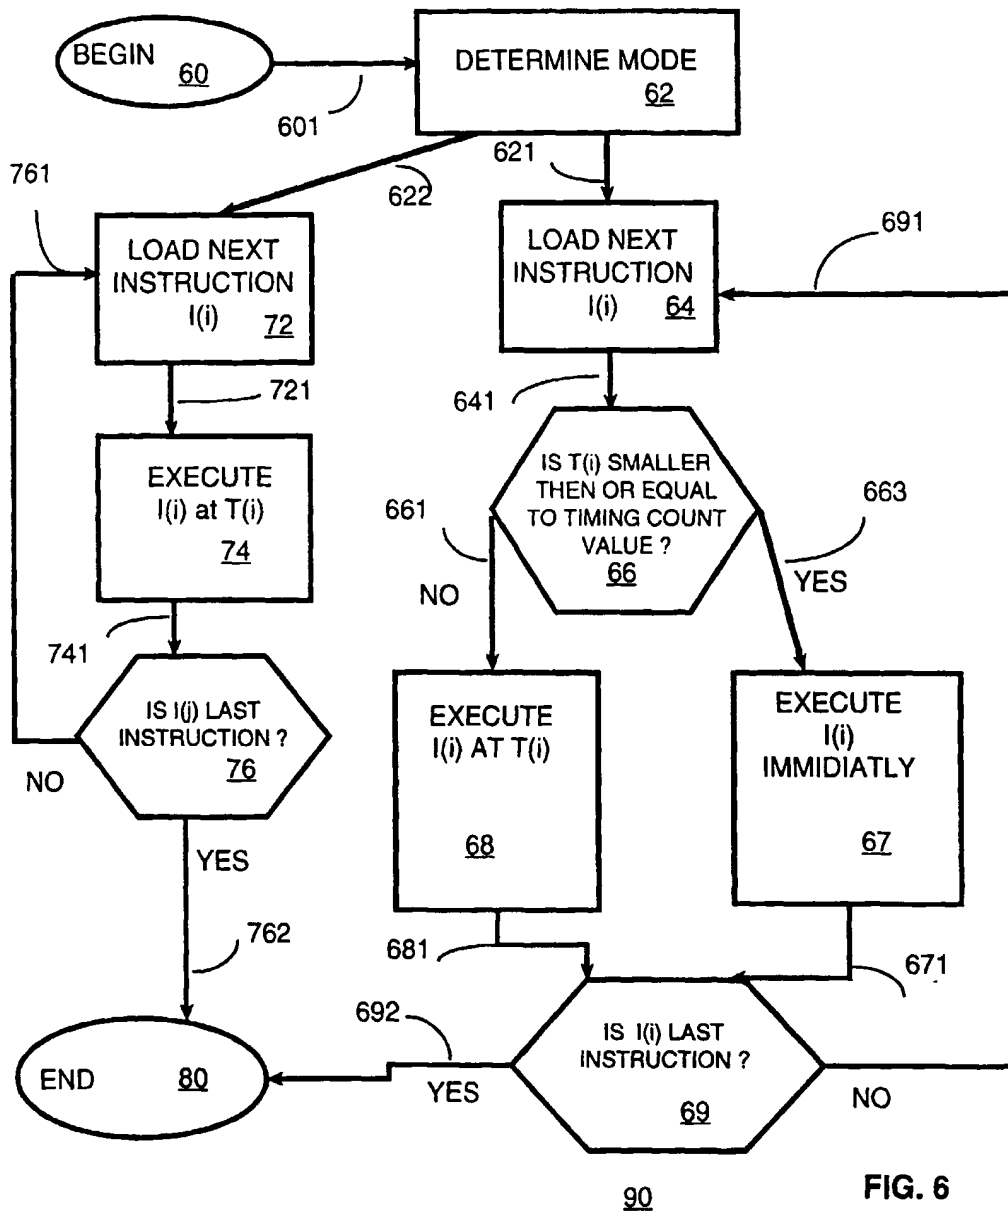 BEGIN
60
601
DETERMINE MODE
62
621
622
761
LOAD NEXT
INSTRUCTION
I(i)
72
721
LOAD NEXT
INSTRUCTION
I(i)
64
691
641
EXECUTE
I(i) at T(i)
74
741
IS T(i) SMALLER
THEN OR EQUAL
TO TIMING COUNT
VALUE ?
66
661
NO
663
YES
IS I(j) LAST
INSTRUCTION ?
76
NO
YES
762
EXECUTE
I(i) AT T(i)
68
681
EXECUTE
I(i)
IMMIDIATLY
67
671
IS I(i) LAST
INSTRUCTION ?
69
692
YES
NO
END
80
90
FIG. 6